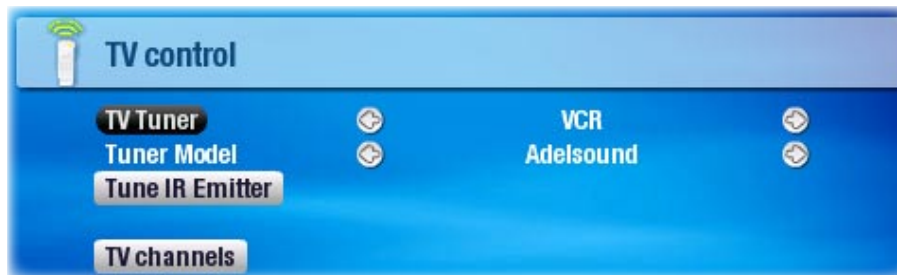 TV control
TV Tuner VCR
Tuner Model Adelsound
Tune IR Emitter
TV channels